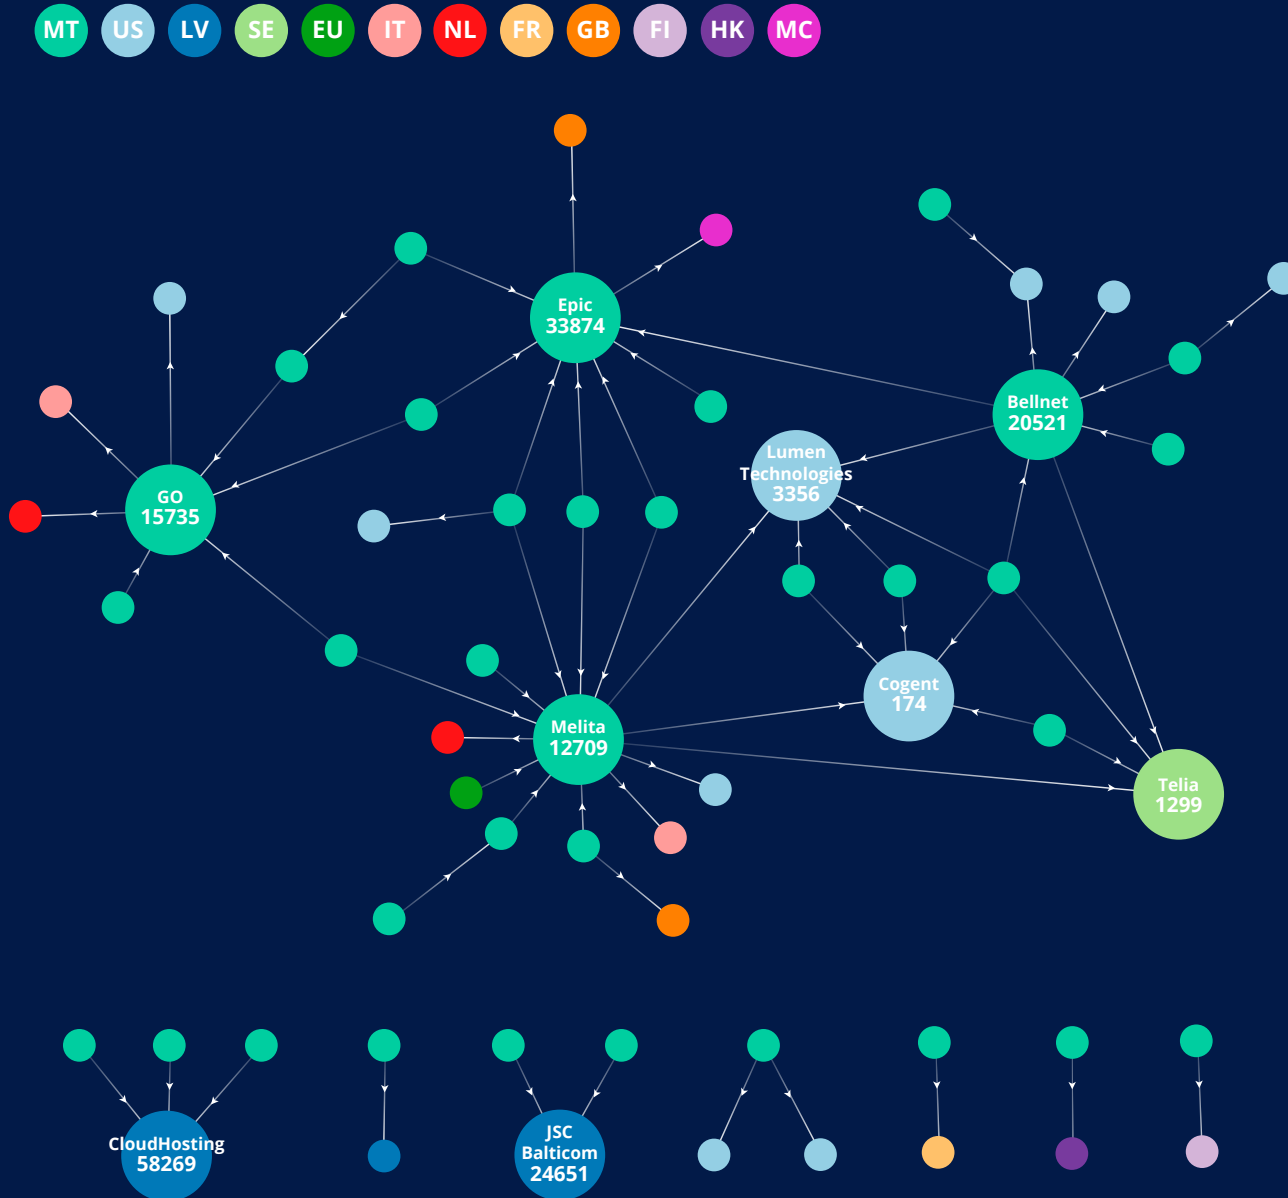 MT US LV SE EU IT NL FR GB FI HK MC
Epic
33874
Bellnet
20521
Lumen
Technologies
3356
GO
15735
Cogent
174
Melita
12709
Telia
1299
CloudHosting
58269
JSC
Balticom
24651